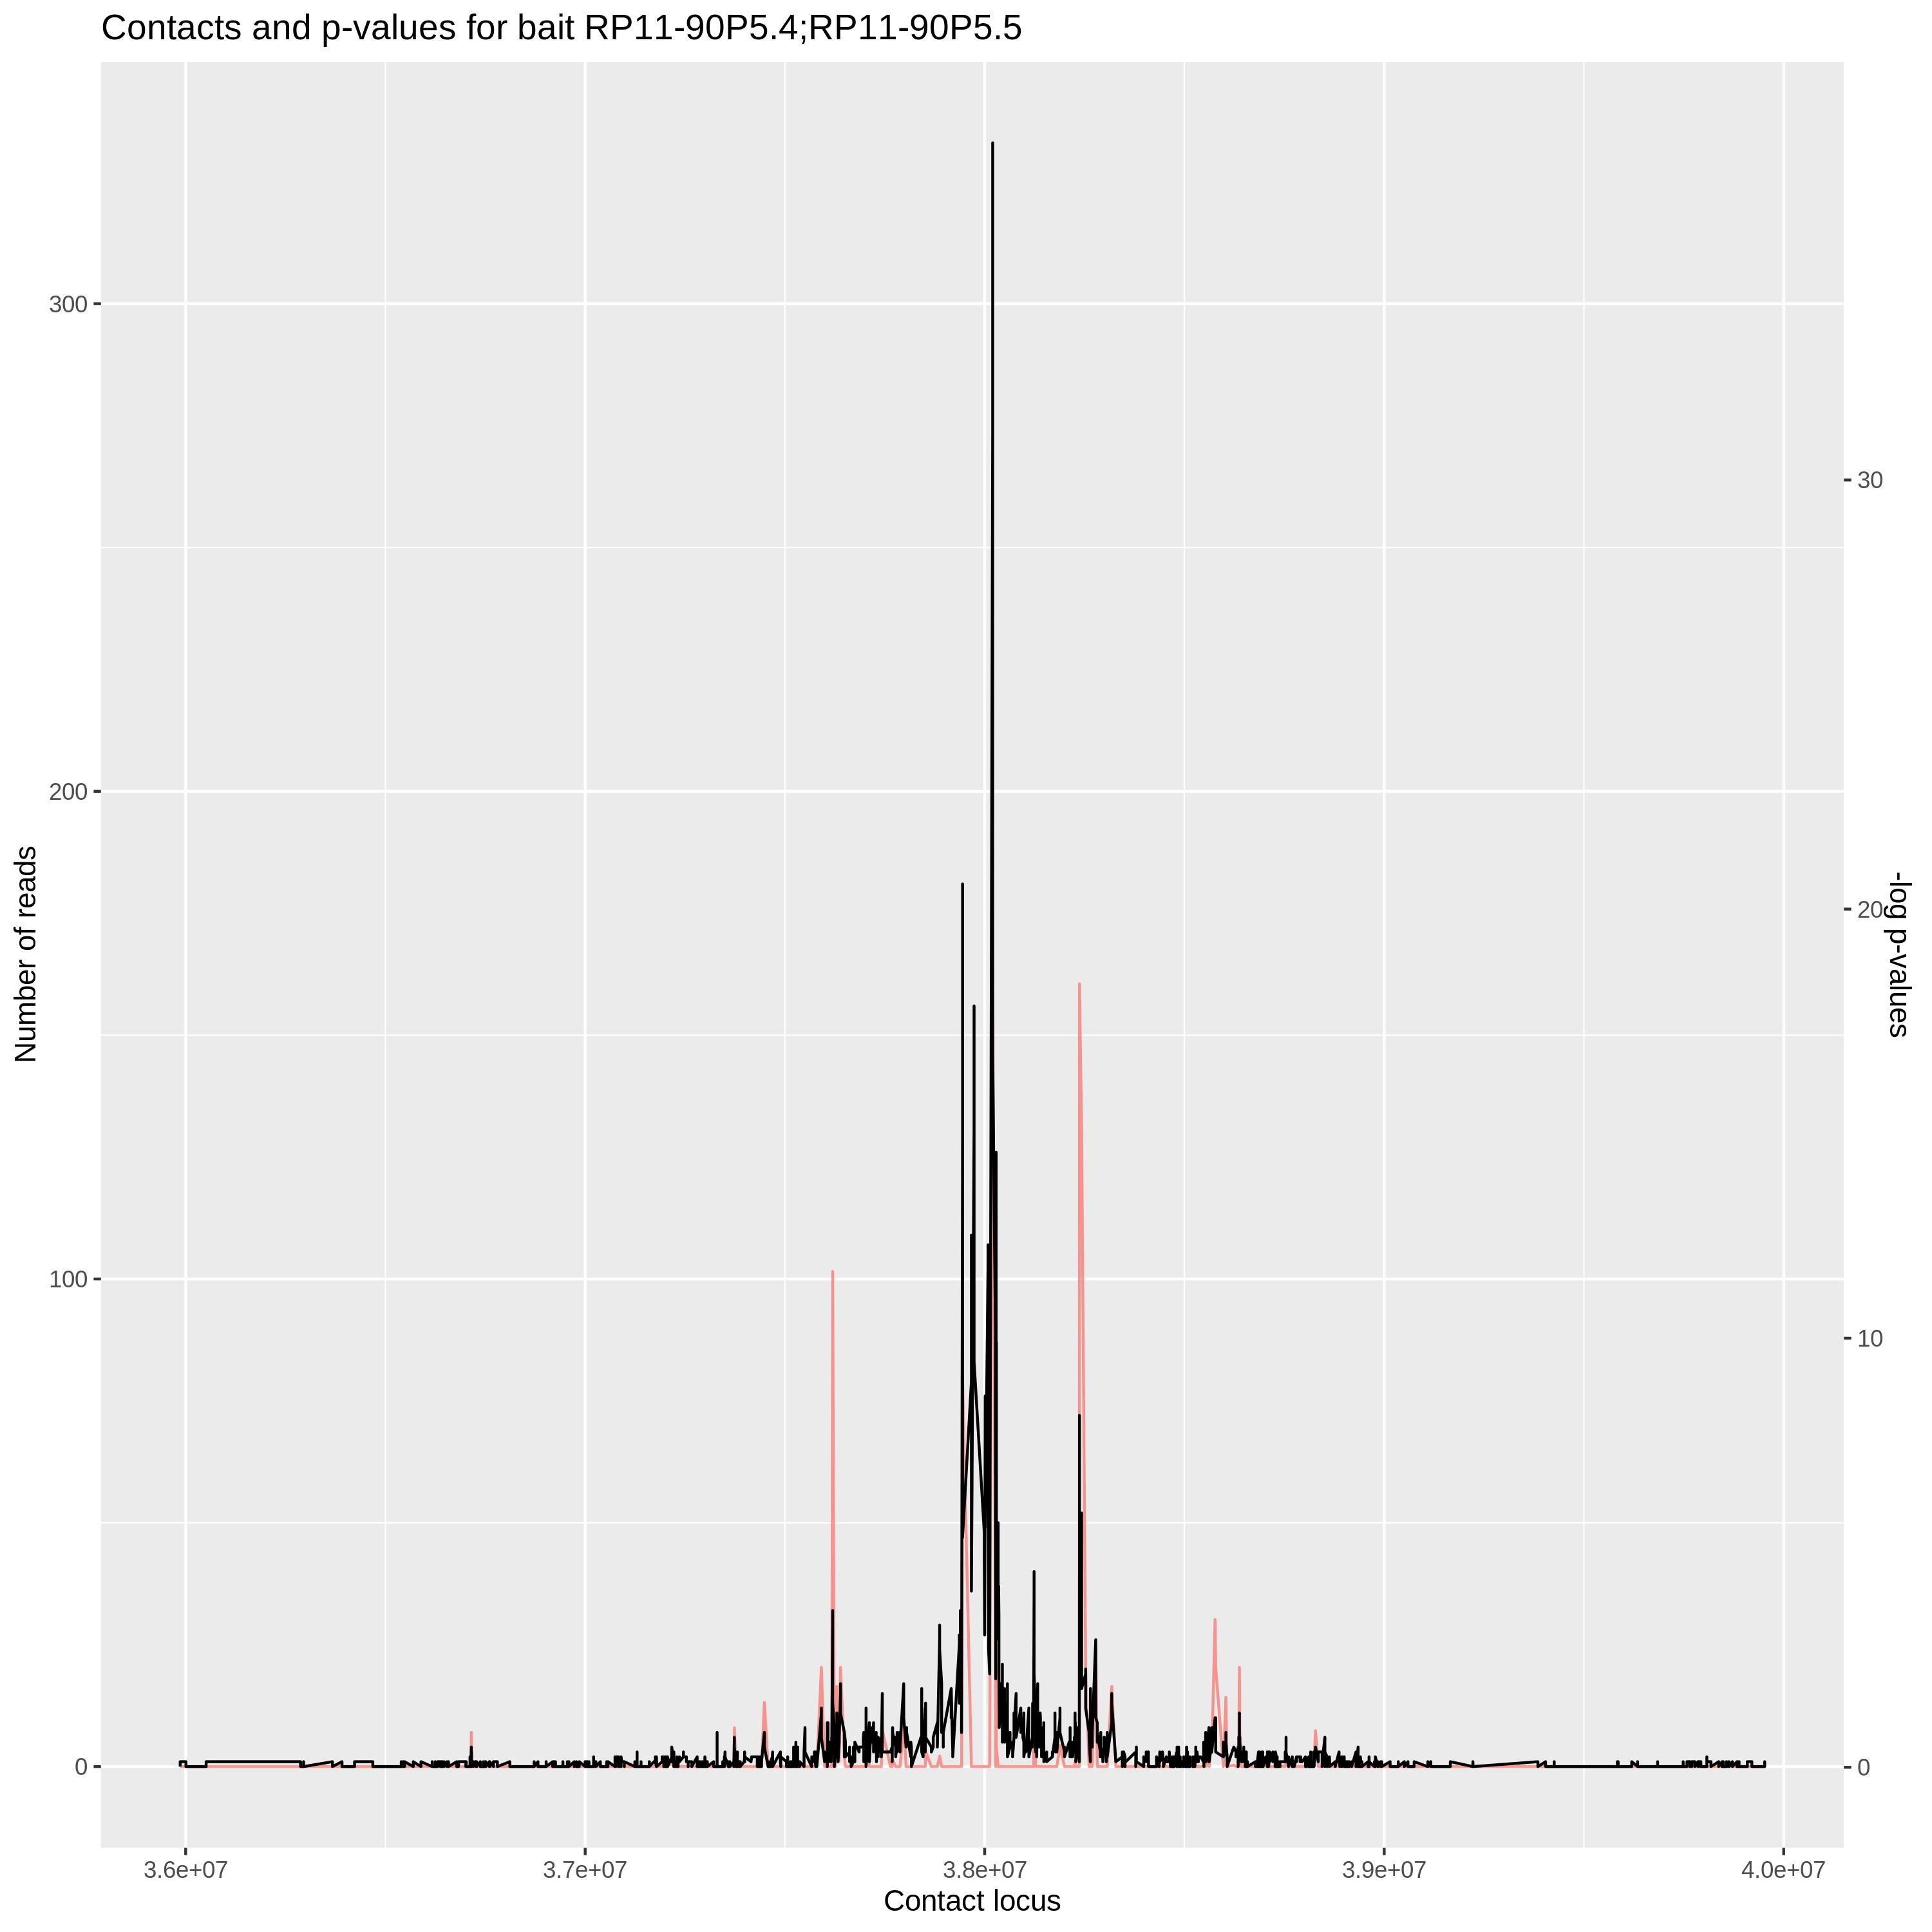 Contacts and p-values for bait RP11-90P5.4;RP11-90P5.5
300
200
100
0
Number of reads
30
20
10
0
-log p-values
3.6e+07 3.7e+07 3.8e+07 3.9e+07 4.0e+07
Contact locus